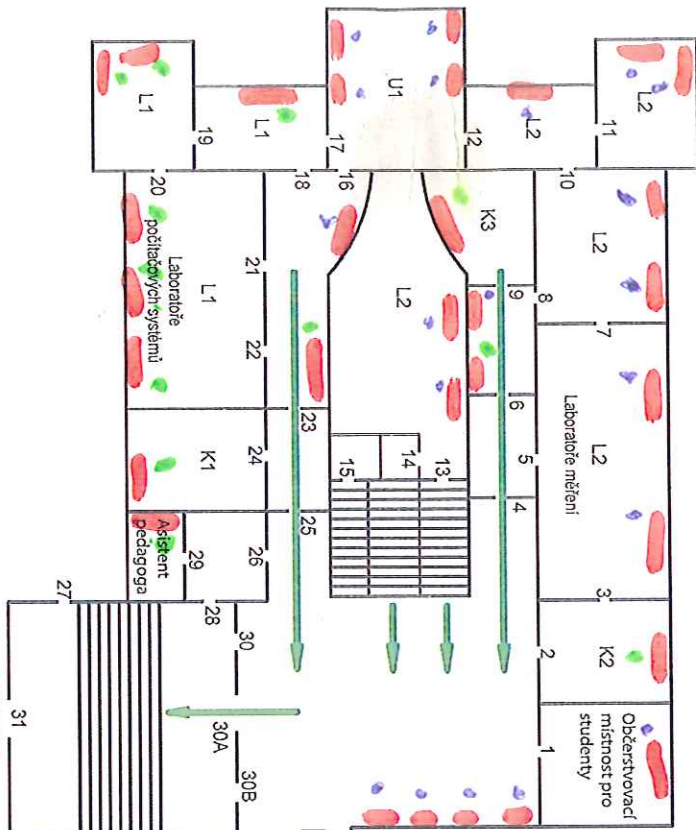 L2
L2
L2
K2
Občerstvovací
místnost pro
studenty
11
7
3
Laboratoře měření
10
8
2
1
L2
K3
9
6
5
4
12
13
14
15
U1
L2
17
16
18
23
25
L1
19
21
22
24
26
30
30A
30B
L1
K1
28
29
Laboratoře
počítačových systémů
Asistent
pedagoga
L1
20
27
31